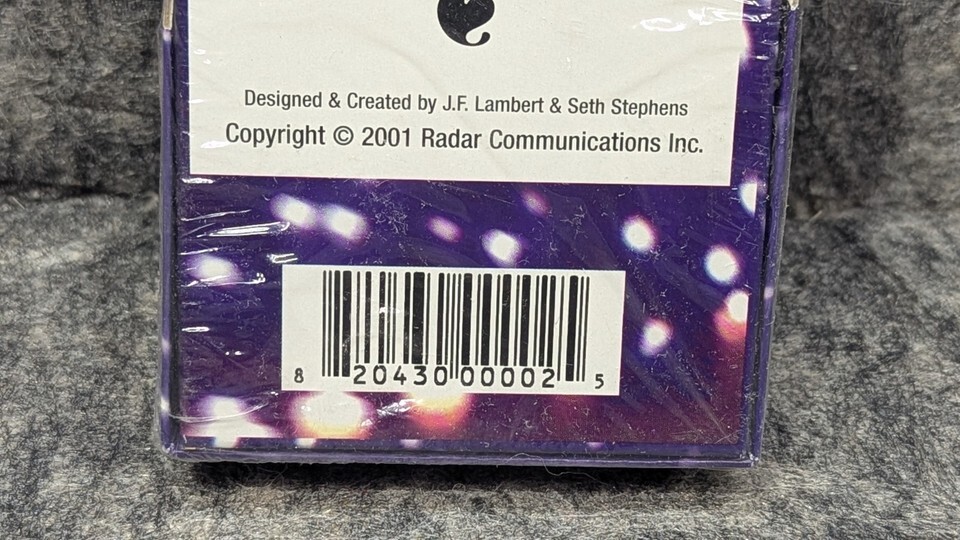 Designed & Created by J.F. Lambert & Seth Stephens
Copyright © 2001 Radar Communications Inc.
8 20430 00002 5